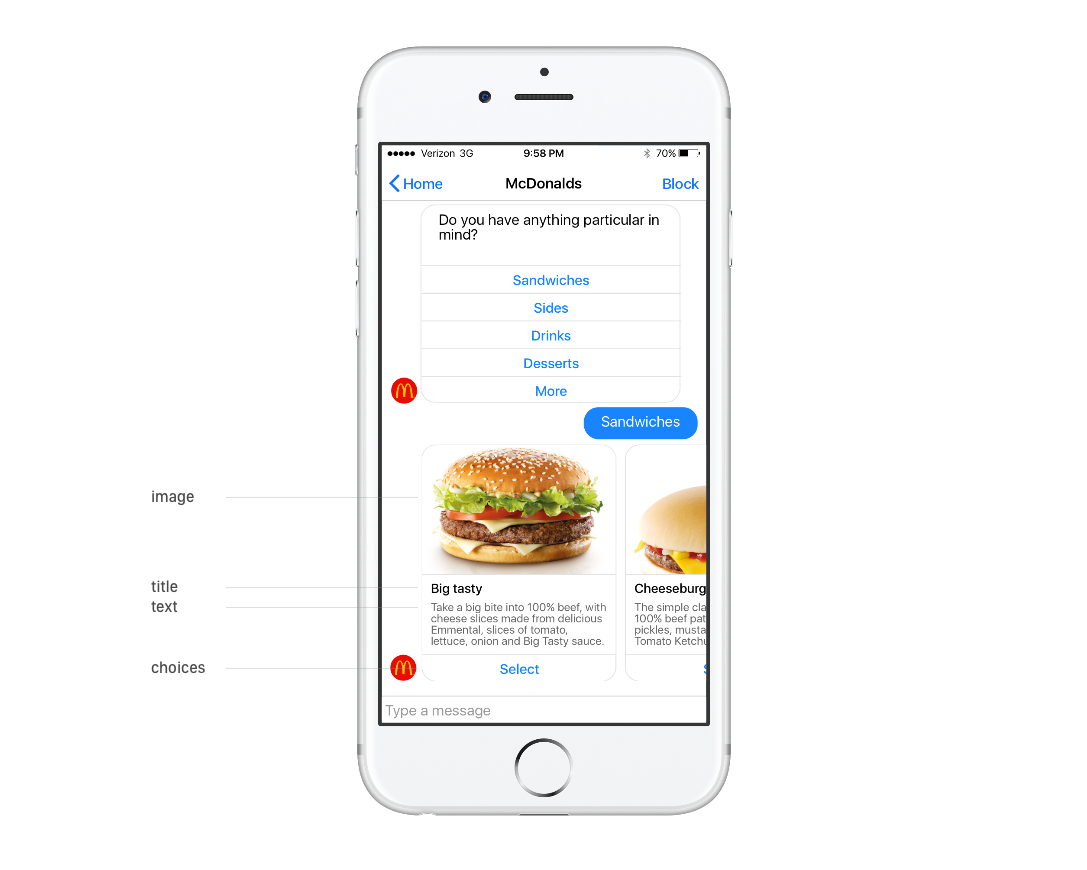 Verizon 3G
9:58 PM
70%
Home
McDonalds
Block
Do you have anything particular in
mind?
Sandwiches
Sides
Drinks
Desserts
More
Sandwiches
image
title
text
choices
Big tasty
Take a big bite into 100% beef, with
cheese slices made from delicious
Emmental, slices of tomato,
lettuce, onion and Big Tasty sauce.
Select
Cheeseburg
The simple cla
100% beef pat
pickles, musta
Tomato Ketchu
S
Type a message